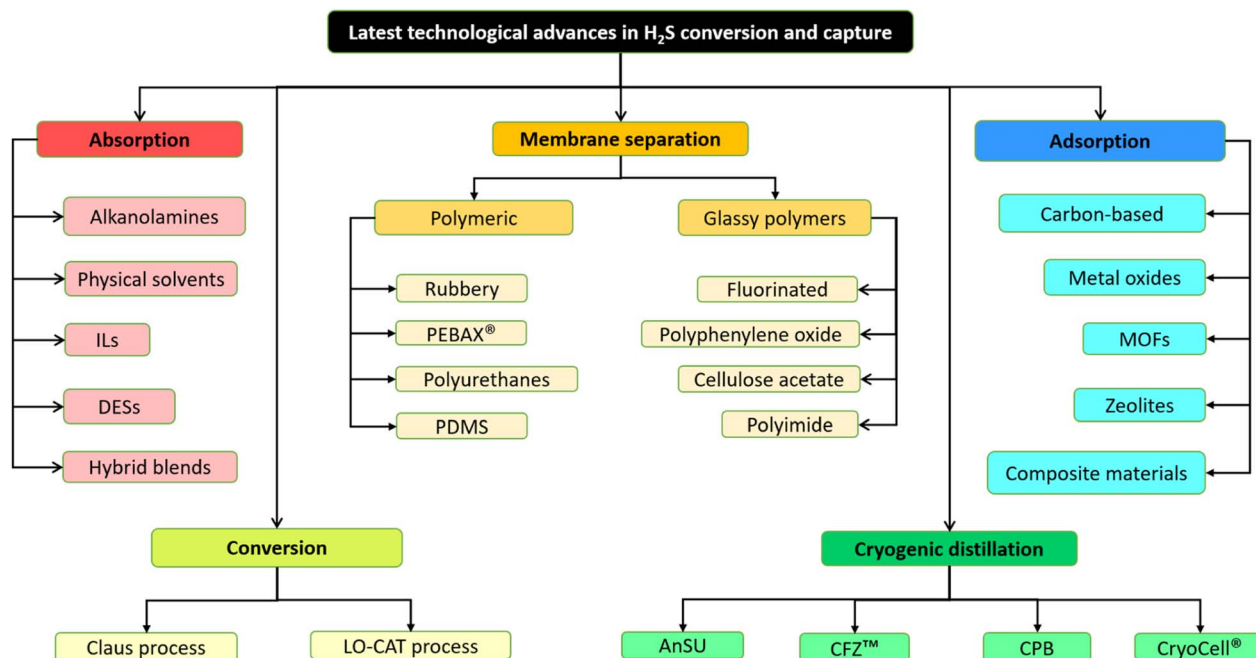 Latest technological advances in H₂S conversion and capture
Absorption
Alkanolamines
Physical solvents
ILs
DESs
Hybrid blends
Membrane separation
Polymeric
Rubbery
PEBAX®
Polyurethanes
PDMS
Glassy polymers
Fluorinated
Polyphenylene oxide
Cellulose acetate
Polyimide
Adsorption
Carbon-based
Metal oxides
MOFs
Zeolites
Composite materials
Conversion
Claus process
LO-CAT process
Cryogenic distillation
AnSU
CFZ™
CPB
CryoCell®